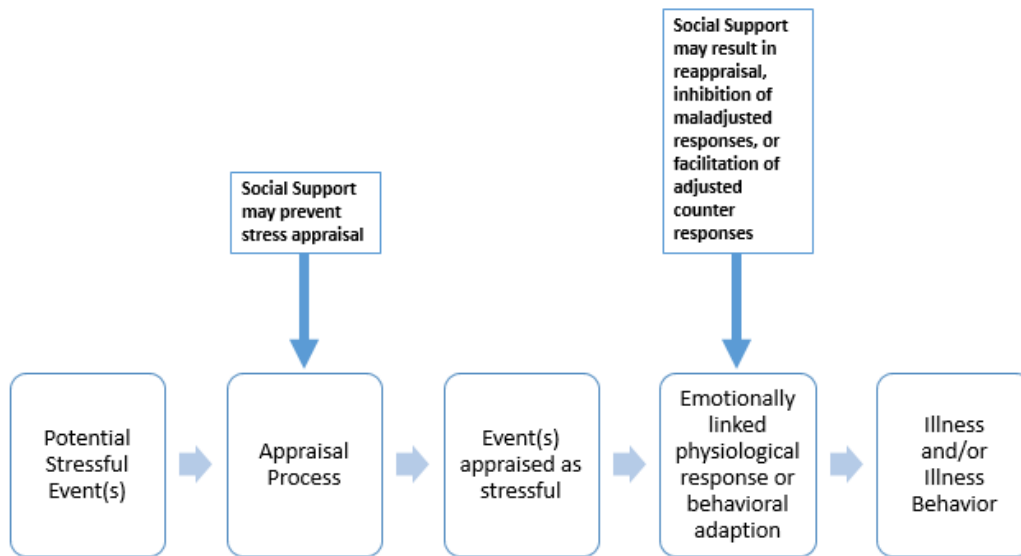 Social Support
may result in
reappraisal,
inhibition of
maladjusted
responses, or
facilitation of
adjusted
counter
responses
Social Support
may prevent
stress appraisal
Potential
Stressful
Event(s)
Appraisal
Process
Event(s)
appraised as
stressful
Emotionally
linked
physiological
response or
behavioral
adaption
Illness
and/or
Illness
Behavior